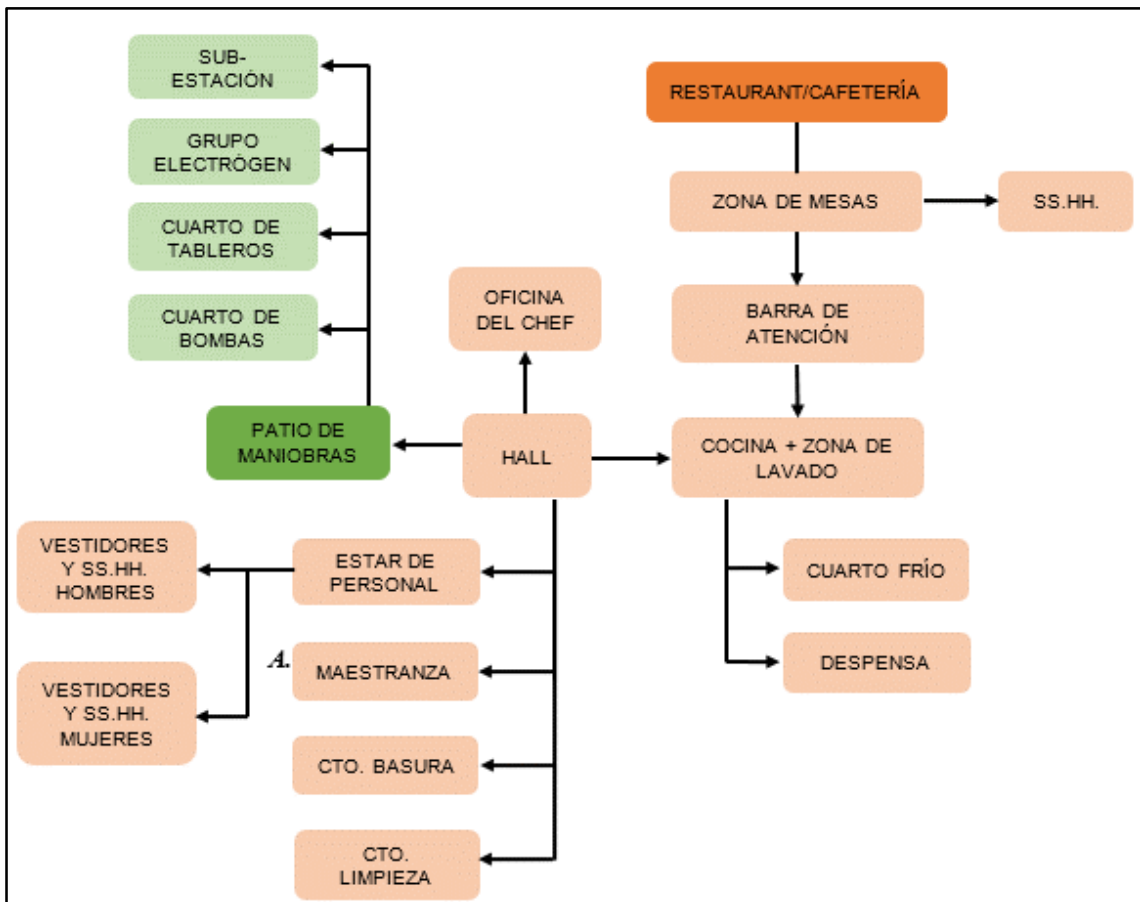 SUB-
ESTACIÓN
GRUPO
ELECTRÓGEN
CUARTO DE
TABLEROS
CUARTO DE
BOMBAS
PATIO DE
MANIOBRAS
RESTAURANT/CAFETERÍA
ZONA DE MESAS
SS.HH.
BARRA DE
ATENCIÓN
OFICINA
DEL CHEF
HALL
COCINA + ZONA DE
LAVADO
CUARTO FRÍO
DESPENSA
ESTAR DE
PERSONAL
VESTIDORES
Y SS.HH.
HOMBRES
VESTIDORES
Y SS.HH.
MUJERES
A.
MAESTRANZA
CTO. BASURA
CTO.
LIMPIEZA